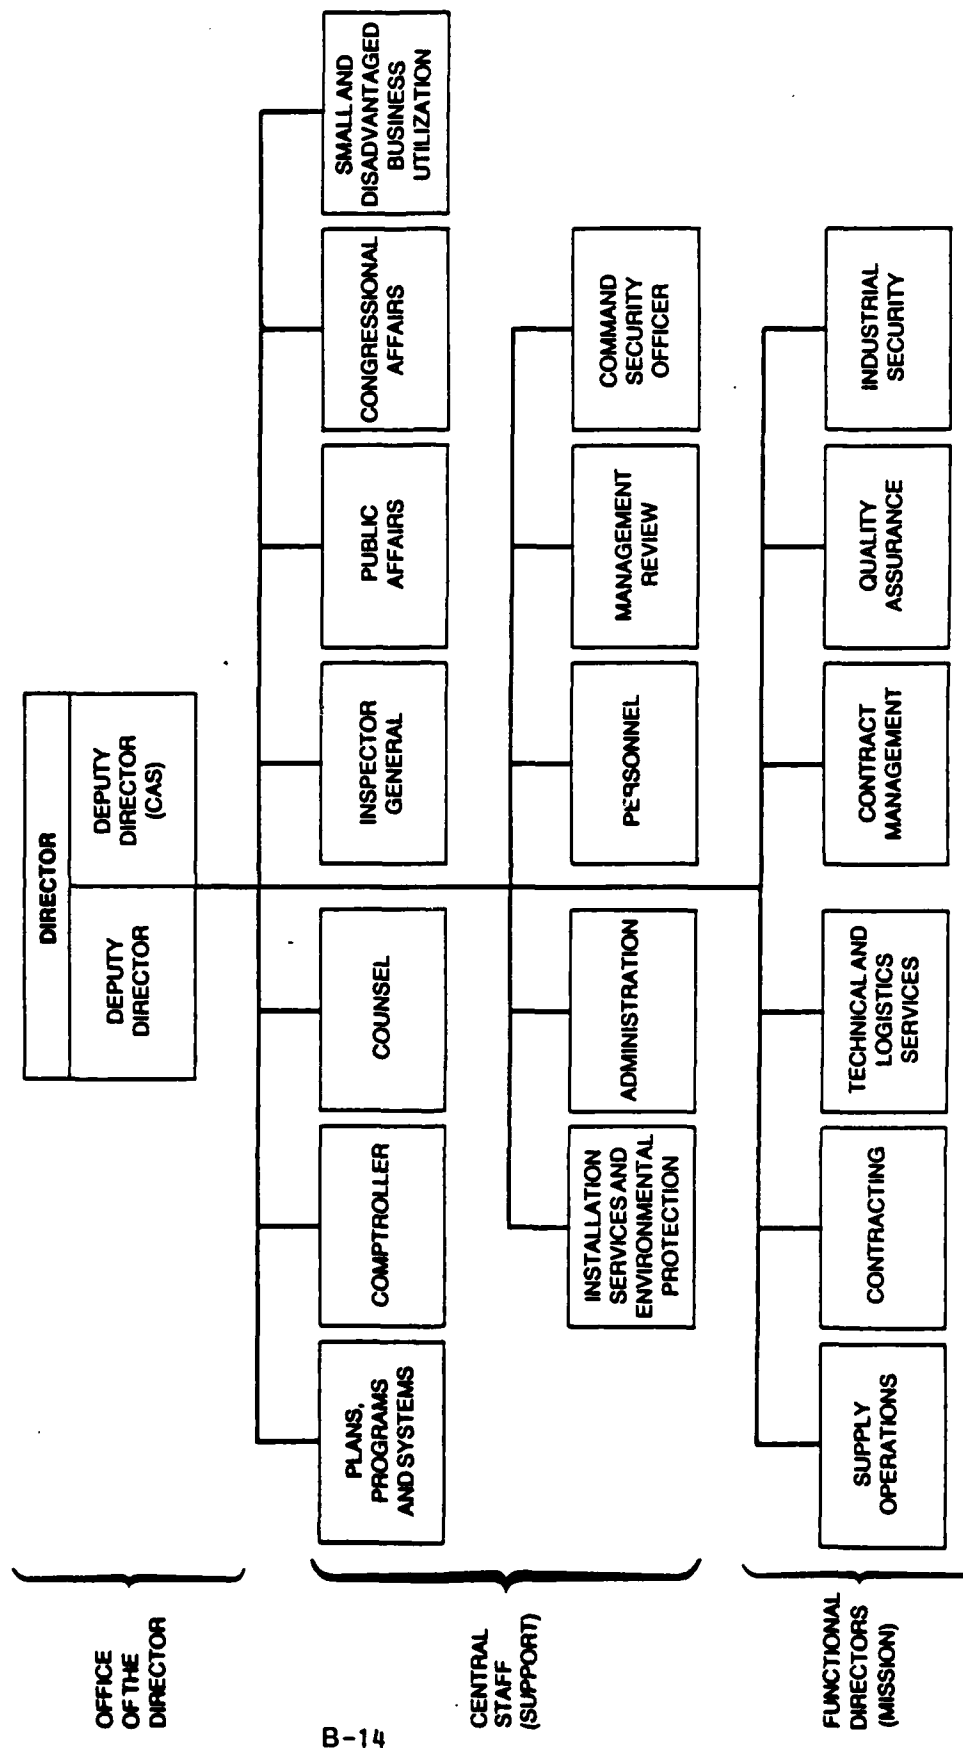 OFFICE
OF THE
DIRECTOR
DIRECTOR
DEPUTY
DIRECTOR
DEPUTY
DIRECTOR
(CAS)
CENTRAL
STAFF
(SUPPORT)
PLANS,
PROGRAMS
AND SYSTEMS
COMPTROLLER
COUNSEL
INSPECTOR
GENERAL
PUBLIC
AFFAIRS
CONGRESSIONAL
AFFAIRS
SMALL AND
DISADVANTAGED
BUSINESS
UTILIZATION
INSTALLATION
SERVICES AND
ENVIRONMENTAL
PROTECTION
ADMINISTRATION
PERSONNEL
MANAGEMENT
REVIEW
COMMAND
SECURITY
OFFICER
FUNCTIONAL
DIRECTORS
(MISSION)
SUPPLY
OPERATIONS
CONTRACTING
TECHNICAL AND
LOGISTICS
SERVICES
CONTRACT
MANAGEMENT
QUALITY
ASSURANCE
INDUSTRIAL
SECURITY
B-14